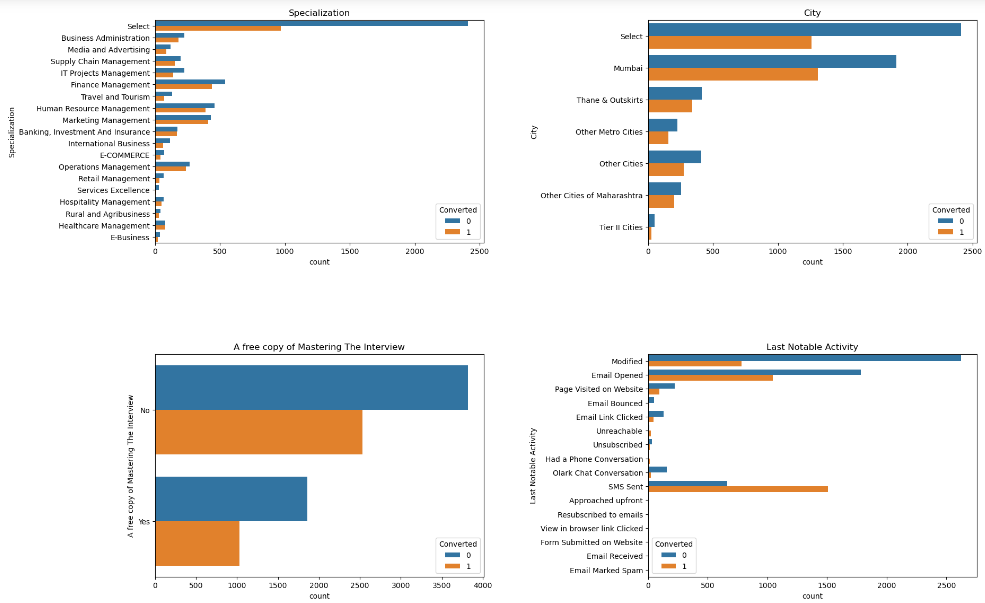 Specialization
Specialization
Select
Business Administration
Media and Advertising
Supply Chain Management
IT Projects Management
Finance Management
Travel and Tourism
Human Resource Management
Marketing Management
Banking, Investment And Insurance
International Business
E-COMMERCE
Operations Management
Retail Management
Services Excellence
Hospitality Management
Rural and Agribusiness
Healthcare Management
E-Business
Converted
0
1
0 500 1000 1500 2000 2500
count
City
City
Select
Mumbai
Thane & Outskirts
Other Metro Cities
Other Cities
Other Cities of Maharashtra
Tier II Cities
Converted
0
1
0 500 1000 1500 2000 2500
count
A free copy of Mastering The Interview
A free copy of Mastering The Interview
No
Yes
Converted
0
1
0 500 1000 1500 2000 2500 3000 3500 4000
count
Last Notable Activity
Last Notable Activity
Modified
Email Opened
Page Visited on Website
Email Bounced
Email Link Clicked
Unreachable
Unsubscribed
Had a Phone Conversation
Olark Chat Conversation
SMS Sent
Approached upfront
Resubscribed to emails
View in browser link Clicked
Form Submitted on Website
Email Received
Email Marked Spam
Converted
0
1
0 500 1000 1500 2000 2500
count